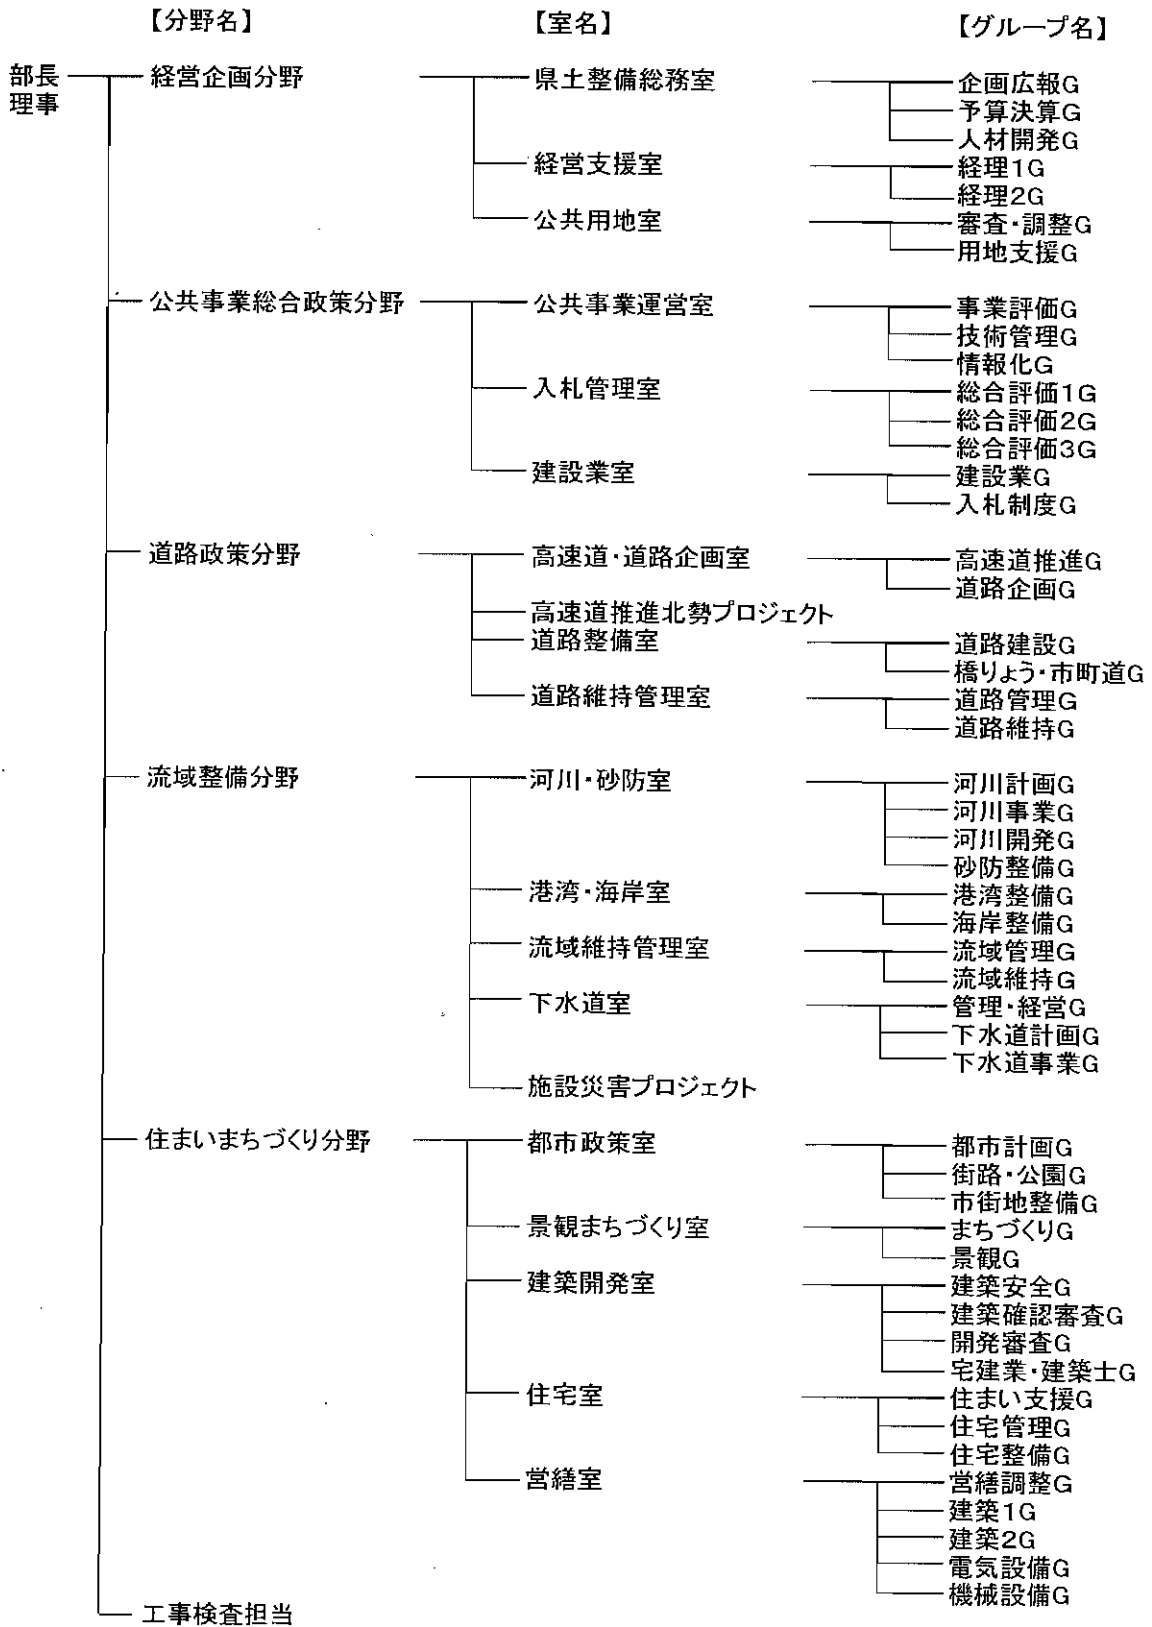 【分野名】 【室名】 【グループ名】
部長 経営企画分野 県土整備総務室 企画広報G
理事
予算決算G
人材開発G
経営支援室 経理1G
経理2G
公共用地室 審査・調整G
用地支援G
公共事業総合政策分野 公共事業運営室 事業評価G
技術管理G
情報化G
入札管理室 総合評価1G
総合評価2G
総合評価3G
建設業室 建設業G
入札制度G
道路政策分野 高速道・道路企画室 高速道推進G
道路企画G
高速道推進北勢プロジェクト
道路整備室 道路建設G
橋りょう・市町道G
道路維持管理室 道路管理G
道路維持G
流域整備分野 河川・砂防室 河川計画G
河川事業G
河川開発G
砂防整備G
港湾・海岸室 港湾整備G
海岸整備G
流域維持管理室 流域管理G
流域維持G
下水道室 管理・経営G
下水道計画G
下水道事業G
施設災害プロジェクト
住まいまちづくり分野 都市政策室 都市計画G
街路・公園G
市街地整備G
景観まちづくり室 まちづくりG
景観G
建築開発室 建築安全G
建築確認審査G
開発審査G
宅建業・建築士G
住宅室 住まい支援G
住宅管理G
住宅整備G
営繕室 営繕調整G
建築1G
建築2G
電気設備G
機械設備G
工事検査担当